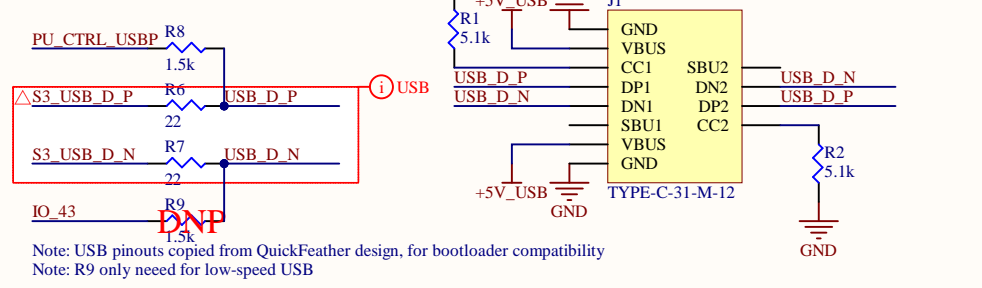 PU_CTRL_USBP
R8
1.5k
S3_USB_D_P
R6
22
USB_D_P
i
USB
S3_USB_D_N
R7
22
USB_D_N
IO_43
R9
DNP
1.5k
Note: USB pinouts copied from QuickFeather design, for bootloader compatibility
Note: R9 only neeed for low-speed USB
+5V_USB
J1
R1
5.1k
GND
VBUS
CC1
SBU2
USB_D_P
DP1
DN2
USB_D_N
USB_D_N
DN1
DP2
USB_D_P
SBU1
CC2
VBUS
GND
R2
5.1k
+5V_USB
GND
TYPE-C-31-M-12
GND